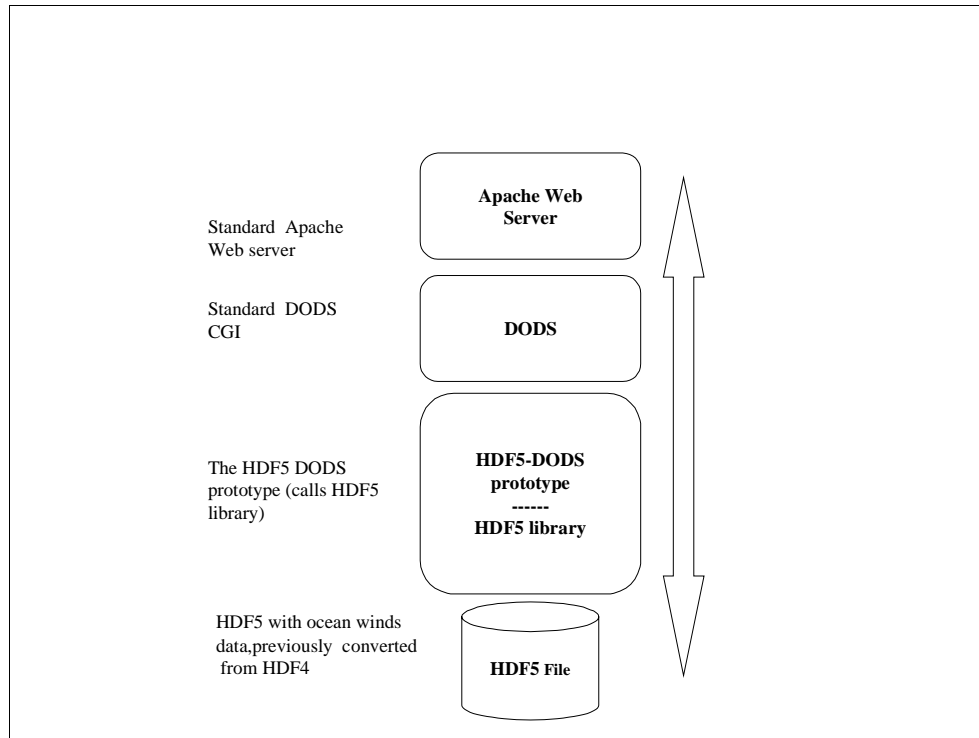 Apache Web
Server
Standard Apache
Web server
Standard DODS
CGI
DODS
The HDF5 DODS
prototype (calls HDF5
library)
HDF5-DODS
prototype
------
HDF5 library
HDF5 with ocean winds
data,previously converted
from HDF4
HDF5 File